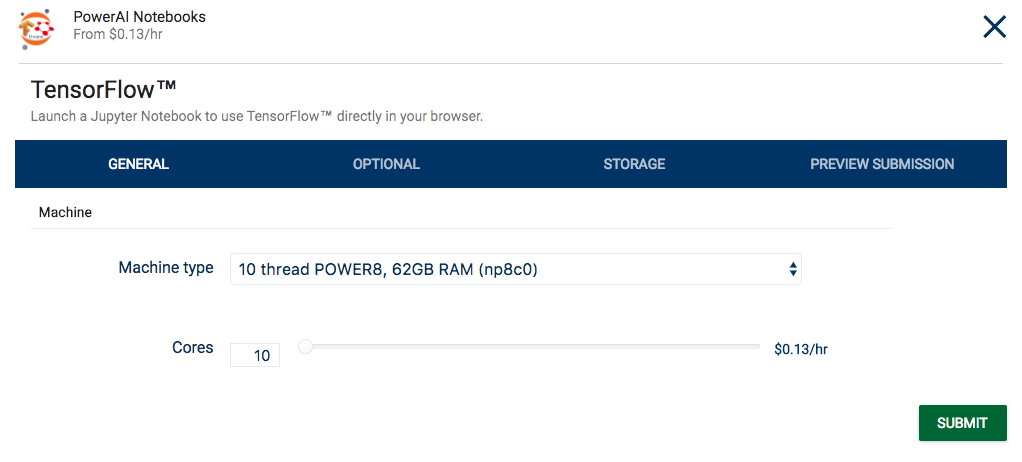 PowerAI Notebooks
From $0.13/hr
TensorFlow™
Launch a Jupyter Notebook to use TensorFlow™ directly in your browser.
GENERAL OPTIONAL STORAGE PREVIEW SUBMISSION
Machine
Machine type 10 thread POWER8, 62GB RAM (np8c0)
Cores 10 $0.13/hr
SUBMIT